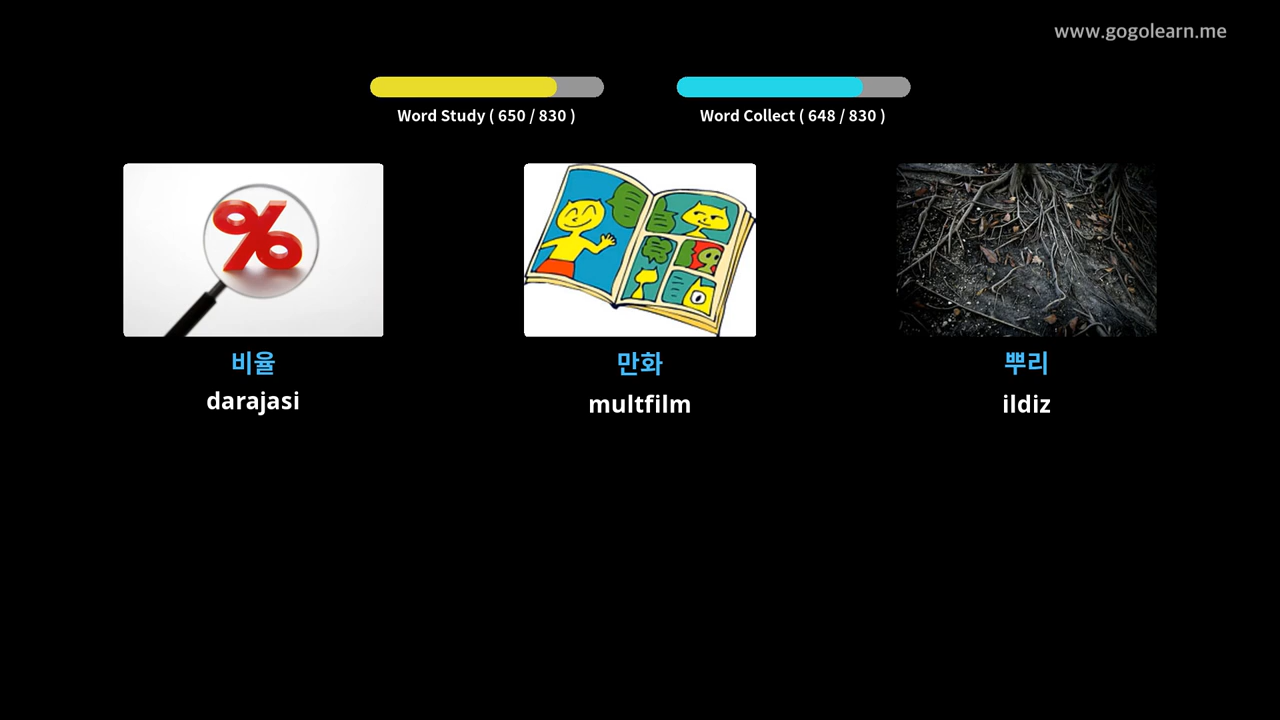 www.gogolearn.me
Word Study ( 650 / 830 )
Word Collect ( 648 / 830 )
%
비율
darajasi
만화
multfilm
뿌리
ildiz